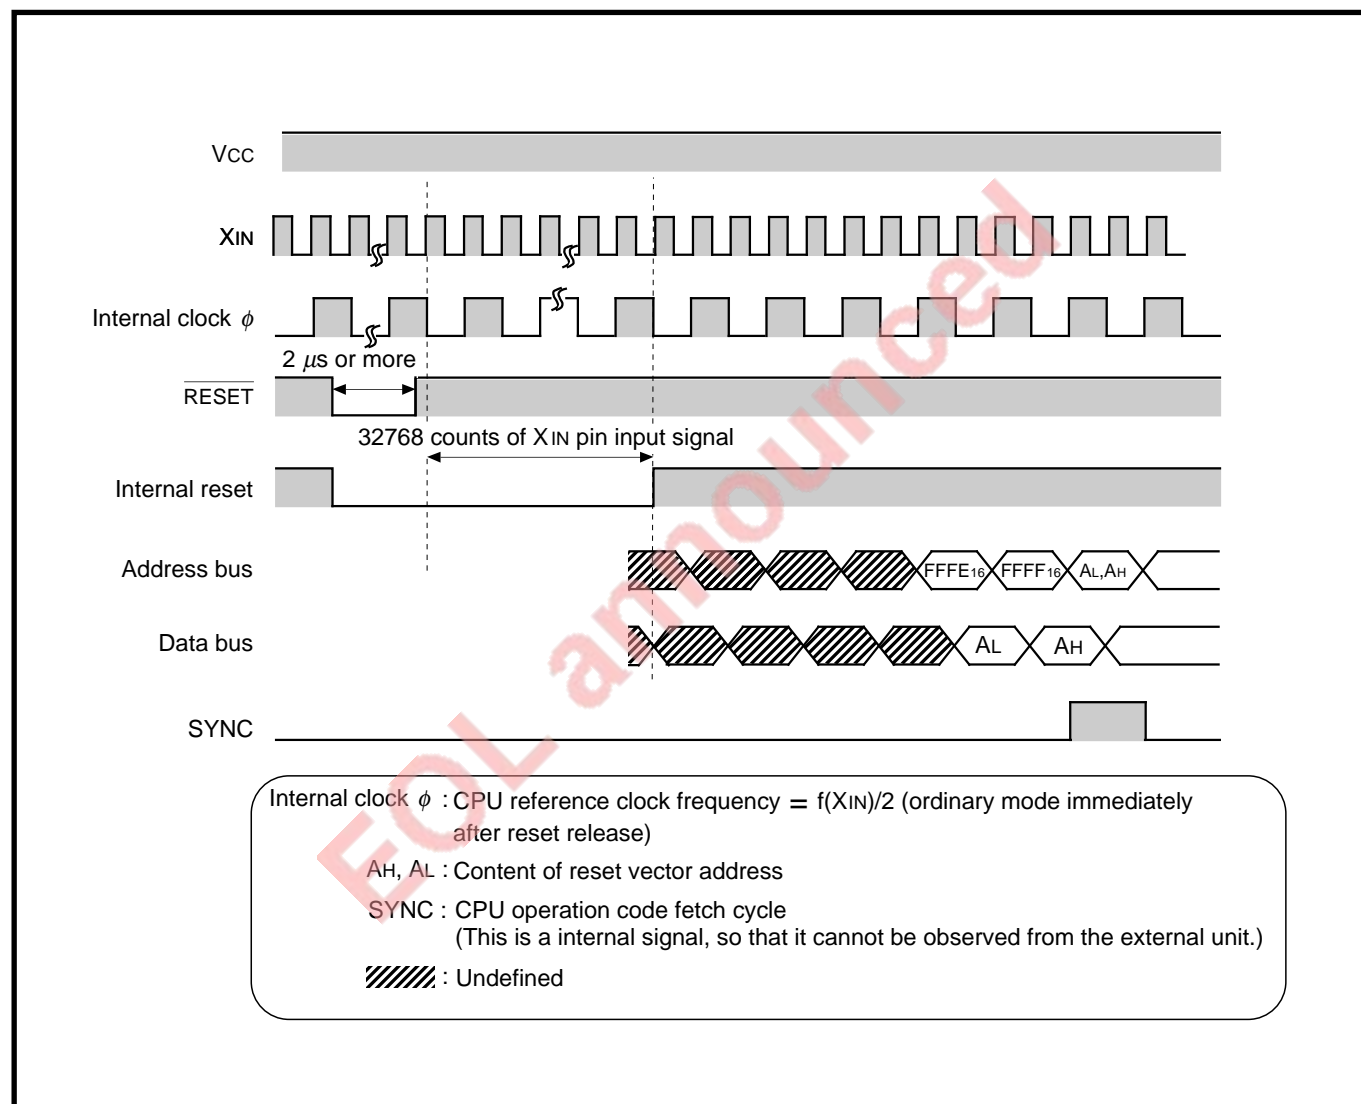 VCC
XIN
Internal clock ϕ
2 μs or more
RESET
32768 counts of XIN pin input signal
Internal reset
Address bus
FFFE16 FFFF16 AL,AH
Data bus
AL AH
SYNC
Internal clock ϕ : CPU reference clock frequency = f(XIN)/2 (ordinary mode immediately
after reset release)
AH, AL : Content of reset vector address
SYNC : CPU operation code fetch cycle
(This is a internal signal, so that it cannot be observed from the external unit.)
: Undefined
EOL announced